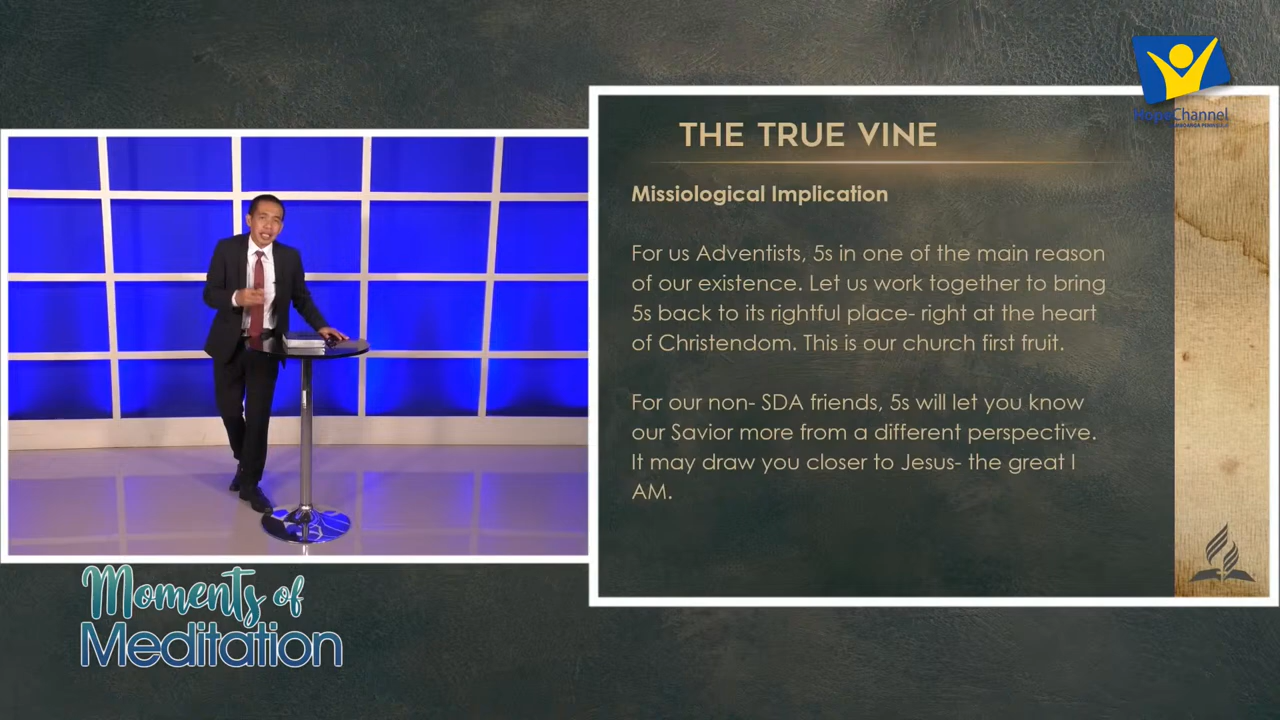 HopeChannel
ZAMBOANGA PENINSULA
THE TRUE VINE
Missiological Implication
For us Adventists, 5s in one of the main reason
of our existence. Let us work together to bring
5s back to its rightful place- right at the heart
of Christendom. This is our church first fruit.
For our non- SDA friends, 5s will let you know
our Savior more from a different perspective.
It may draw you closer to Jesus- the great I
AM.
Moments of
Meditation